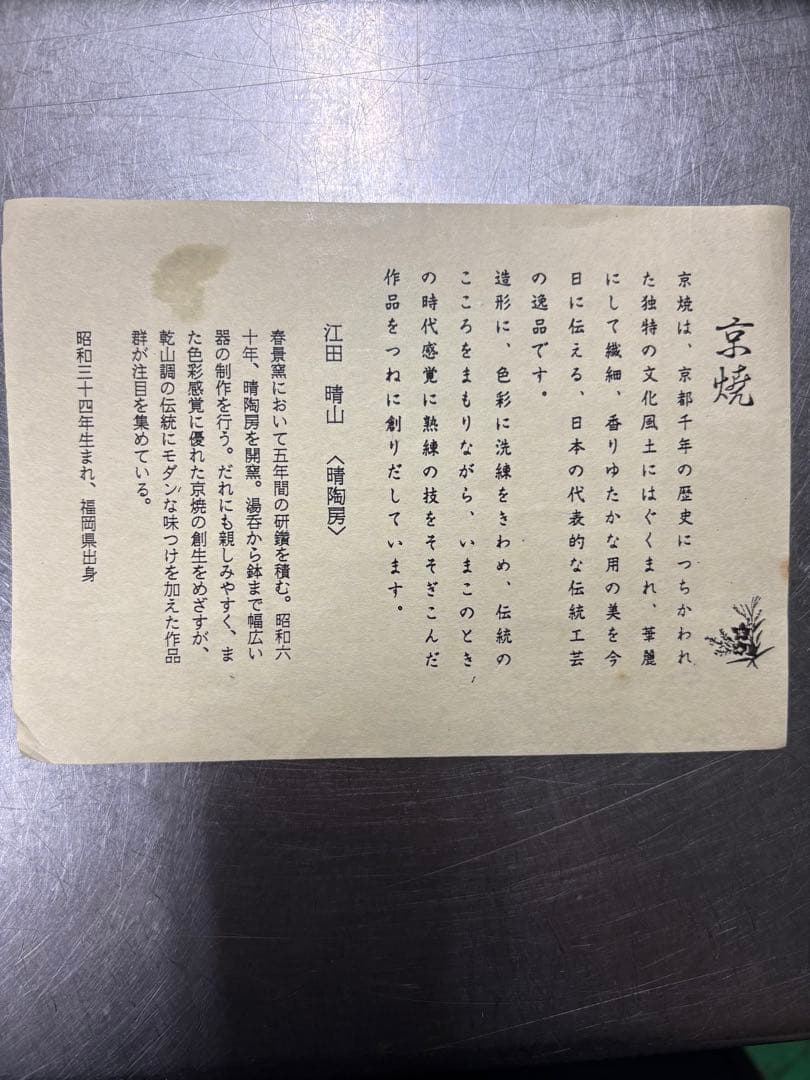 京焼
京焼は、京都千年の歴史につちかわれ
た独特の文化風土にはぐくまれ、華麗
にして繊細、香りゆたかな用の美を今
日に伝える、日本の代表的な伝統工芸
の逸品です。
造形に、色彩に洗練をきわめ、伝統の
こころをまもりながら、いまこのとき
の時代感覚に熟練の技をそそぎこんだ
作品をつねに創りだしています。
江田 晴山 〈晴陶房〉
春景窯において五年間の研鑽を積む。昭和六
十年、晴陶房を開窯。湯呑から鉢まで幅広い
器の制作を行う。だれにも親しみやすく、ま
た色彩感覚に優れた京焼の創生をめざすが、
乾山調の伝統にモダンな味つけを加えた作品
群が注目を集めている。
昭和三十四年生まれ、福岡県出身